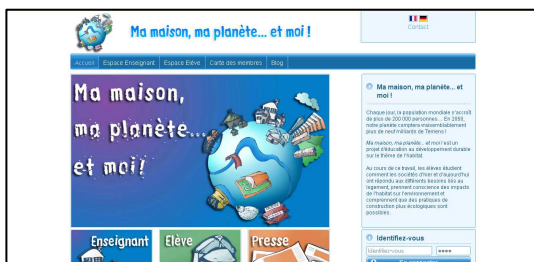 Ma maison, ma planète... et moi !
Contact
Accueil Espace Enseignant Espace Elève Carte des membres Blog
Ma maison,
ma planète...
et moi!
Ma maison, ma planète... et
moi !
Chaque jour, la population mondiale s'accroît
de plus de 200 000 personnes... En 2050,
notre planète comptera vraisemblablement
plus de neuf milliards de Terriens !
Ma maison, ma planète... et moi ! est un
projet d'éducation au développement durable
sur le thème de l'habitat.
Au cours de ce travail, les élèves étudient
comment les sociétés d'hier et d'aujourd'hui
ont répondu aux différents besoins liés au
logement, prennent conscience des impacts
de l'habitat sur l'environnement et
comprennent que des pratiques de
construction plus écologiques sont
possibles.
Enseignant Elève Presse
Identifiez-vous
Identifiez-vous ••••